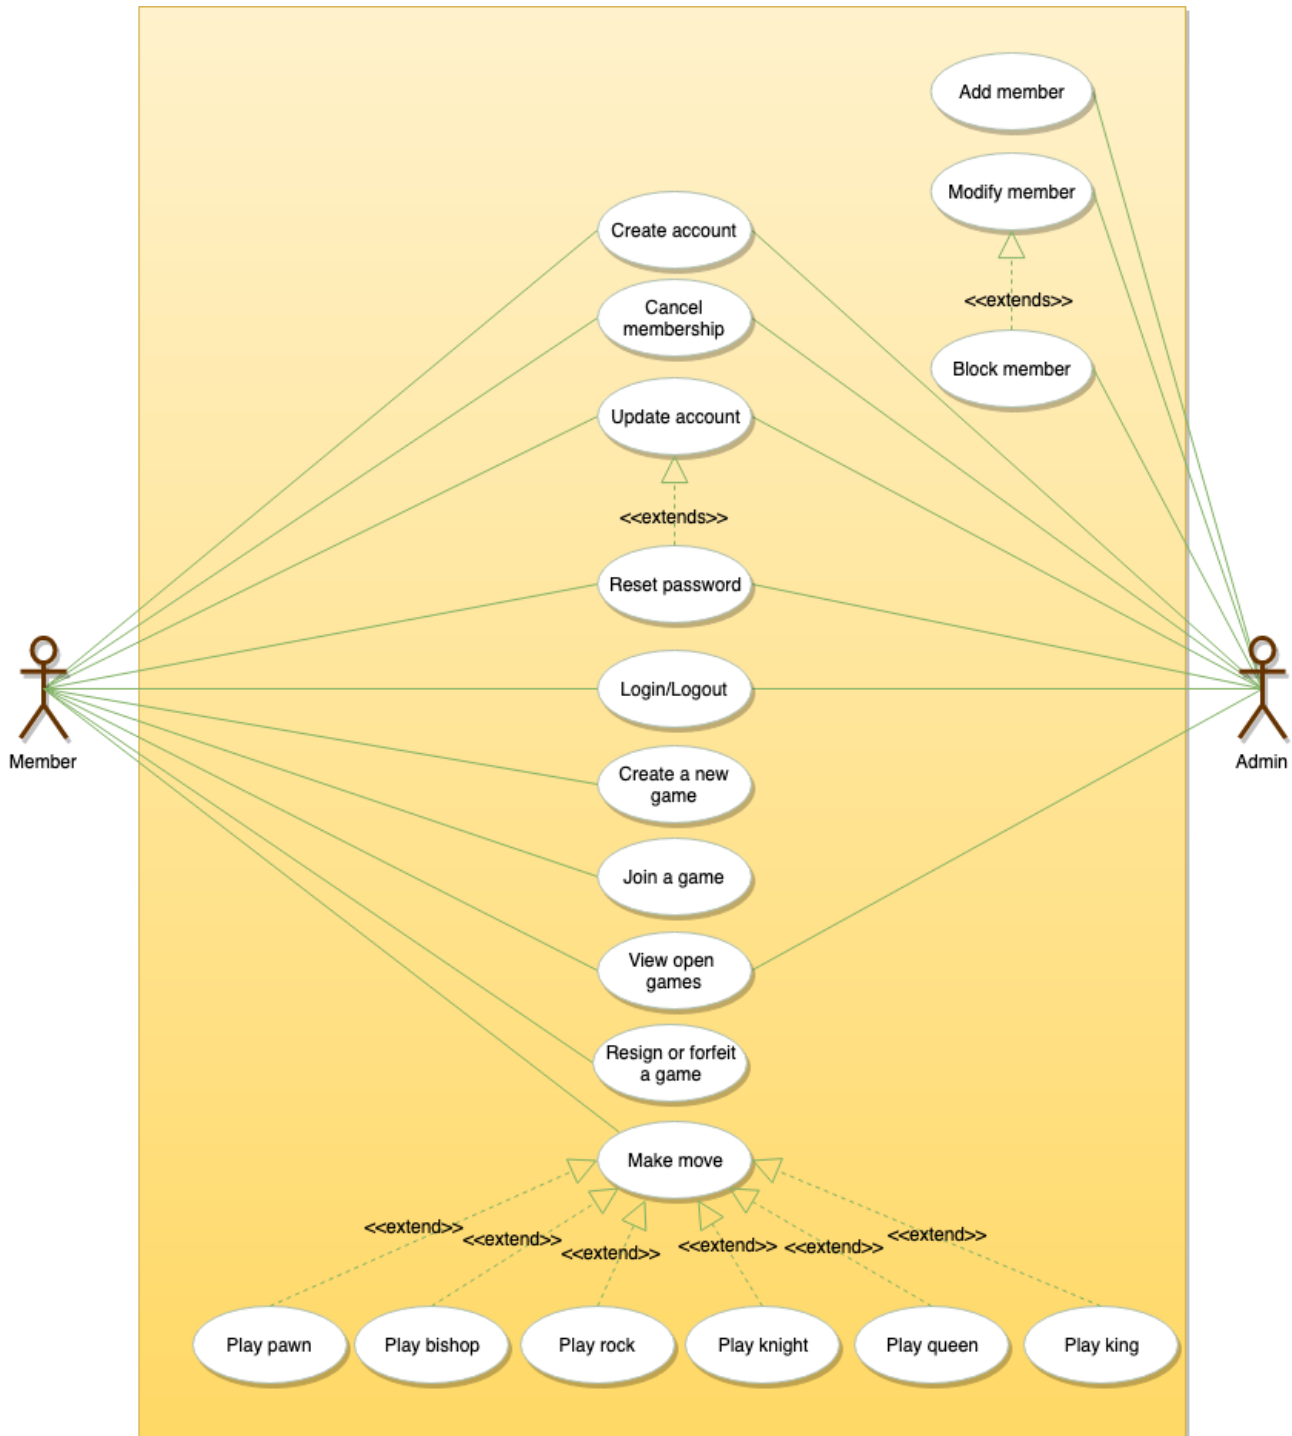 Add member
Modify member
Create account
<<extends>>
Cancel
membership
Block member
Update account
<<extends>>
Reset password
Login/Logout
Member
Admin
Create a new
game
Join a game
View open
games
Resign or forfeit
a game
Make move
<<extend>>
<<extend>>
<<extend>>
<<extend>>
<<extend>>
<<extend>>
Play pawn
Play bishop
Play rock
Play knight
Play queen
Play king